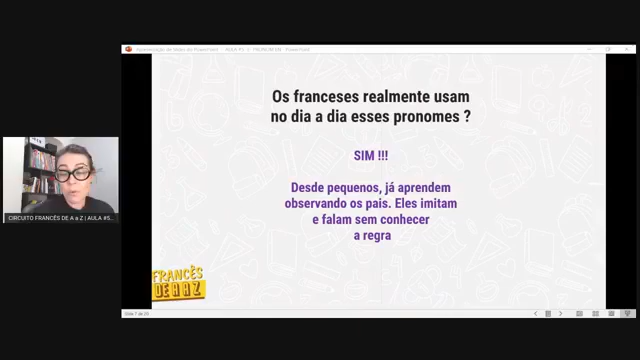 Os franceses realmente usam
no dia a dia esses pronomes ?
SIM !!!
Desde pequenos, já aprendem
observando os pais. Eles imitam
e falam sem conhecer
a regra
CIRCUITO FRANCÊS DE A a Z | AULA #5...
FRANCÊS
DE A A Z